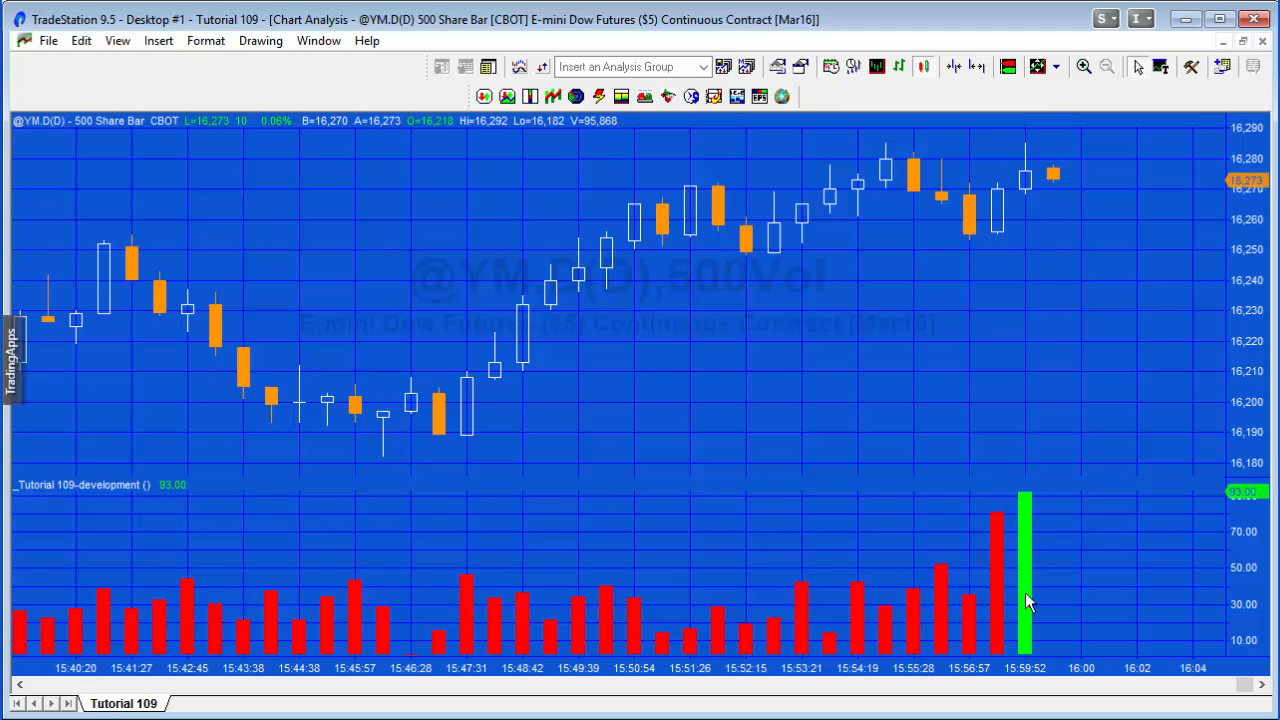 TradeStation 9.5 - Desktop #1 - Tutorial 109 - [Chart Analysis - @YM.D(D) 500 Share Bar [CBOT] E-mini Dow Futures ($5) Continuous Contract [Mar16]]
S
I
File Edit View Insert Format Drawing Window Help
Insert an Analysis Group
EPS
@YM.D(D) - 500 Share Bar CBOT L=16,273 10 0.06% B=16,270 A=16,273 O=16,218 Hi=16,292 Lo=16,182 V=95,868
16,290
16,280
16,273
16,270
16,260
16,250
@YM.D(D),500Vol
16,240
E-mini Dow Futures ($5) Continuous Contract [Mar16]
16,230
16,220
16,210
16,200
16,190
16,180
TradingApps
_Tutorial 109-development () 93.00
93.00
70.00
50.00
30.00
10.00
15:40:20 15:41:27 15:42:45 15:43:38 15:44:38 15:45:57 15:46:28 15:47:31 15:48:42 15:49:39 15:50:54 15:51:26 15:52:15 15:53:21 15:54:19 15:55:28 15:56:57 15:59:52 16:00 16:02 16:04
Tutorial 109